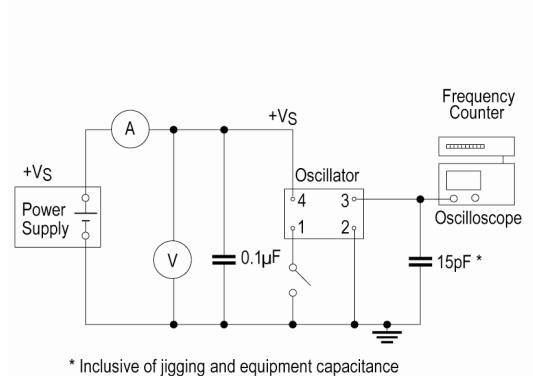 Frequency
Counter
+VS
A
+VS
Oscillator
4
3
Power
Supply
1
2
Oscilloscope
V
0.1µF
15pF *
* Inclusive of jigging and equipment capacitance